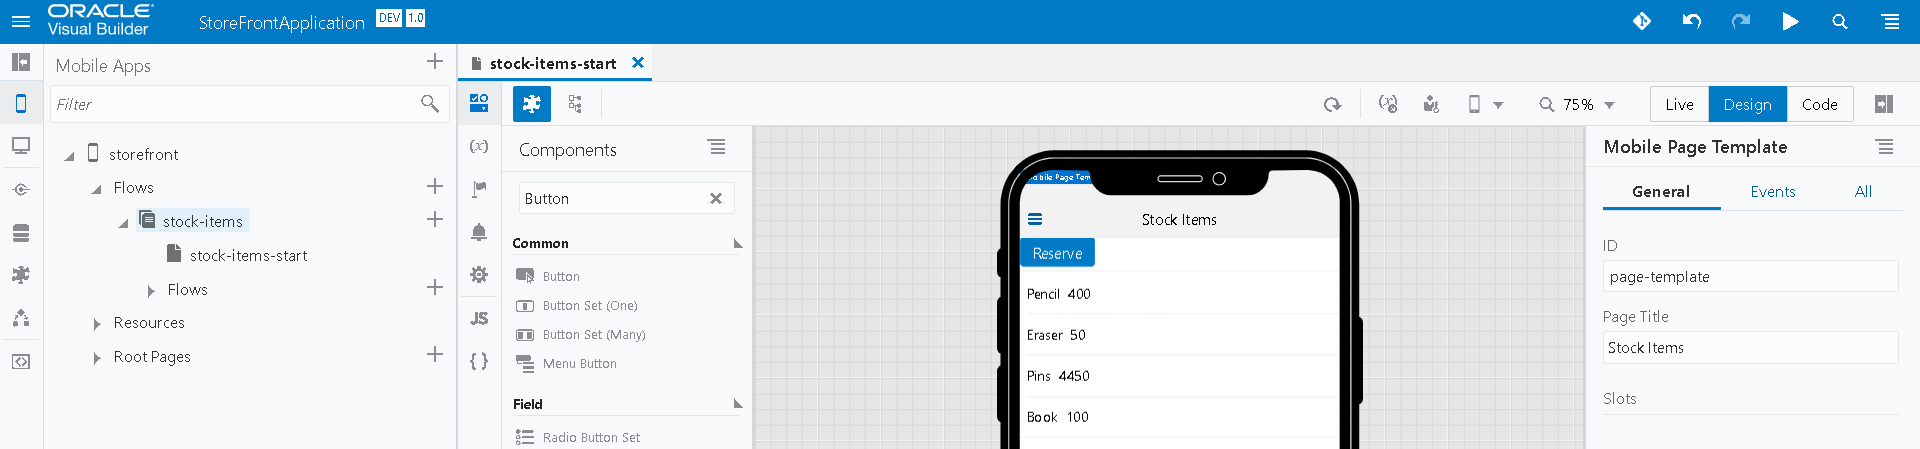 ORACLE
Visual Builder
StoreFrontApplication DEV 1.0
Mobile Apps
Filter
storefront
Flows
stock-items
stock-items-start
Flows
Resources
Root Pages
stock-items-start
75%
Live Design Code
(x)
JS
{ }
Components
Button
Common
Button
Button Set (One)
Button Set (Many)
Menu Button
Field
Radio Button Set
Mobile Page Tem
Stock Items
Reserve
Pencil 400
Eraser 50
Pins 4450
Book 100
Mobile Page Template
General Events All
ID
page-template
Page Title
Stock Items
Slots